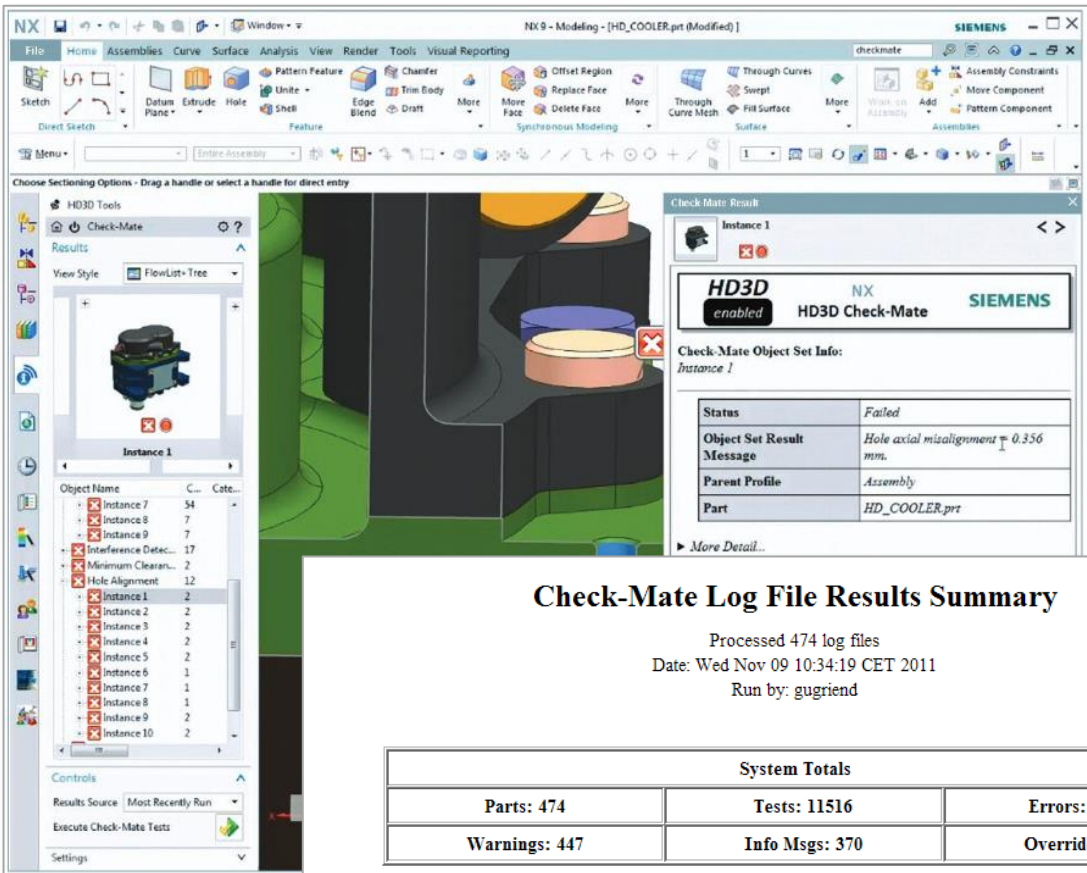 NX Window NX 9 - Modeling - [HD_COOLER.prt (Modified) ] SIEMENS
File Home Assemblies Curve Surface Analysis View Render Tools Visual Reporting checkmate
Pattern Feature Chamfer Offset Region Through Curves Assembly Constraints
Unite Trim Body Replace Face Swept Move Component
Sketch Datum Plane Extrude Hole Shell Edge Blend Draft More More Face Delete Face More Through Curve Mesh Fill Surface More Work on Assembly Add Pattern Component
Direct Sketch Feature Synchronous Modeling Surface Assemblies
Menu Entire Assembly 1
Choose Sectioning Options - Drag a handle or select a handle for direct entry
HD3D Tools
Check-Mate
Results
View Style FlowList+Tree
Instance 1
Object Name C... Cate...
Instance 7 54
Instance 8 7
Instance 9 7
Interference Detec... 17
Minimum Clearan... 2
Hole Alignment 12
Instance 1 2
Instance 2 2
Instance 3 2
Instance 4 2
Instance 5 2
Instance 6 1
Instance 7 1
Instance 8 1
Instance 9 2
Instance 10 2
Controls
Results Source Most Recently Run
Execute Check-Mate Tests
Settings
Check-Mate Result
Instance 1
HD3D enabled
NX
HD3D Check-Mate
SIEMENS
Check-Mate Object Set Info:
Instance 1
Status Failed
Object Set Result Message Hole axial misalignment = 0.356 mm.
Parent Profile Assembly
Part HD_COOLER.prt
More Detail...
Check-Mate Log File Results Summary
Processed 474 log files
Date: Wed Nov 09 10:34:19 CET 2011
Run by: gugriend
System Totals
Parts: 474 Tests: 11516 Errors:
Warnings: 447 Info Msgs: 370 Overrid